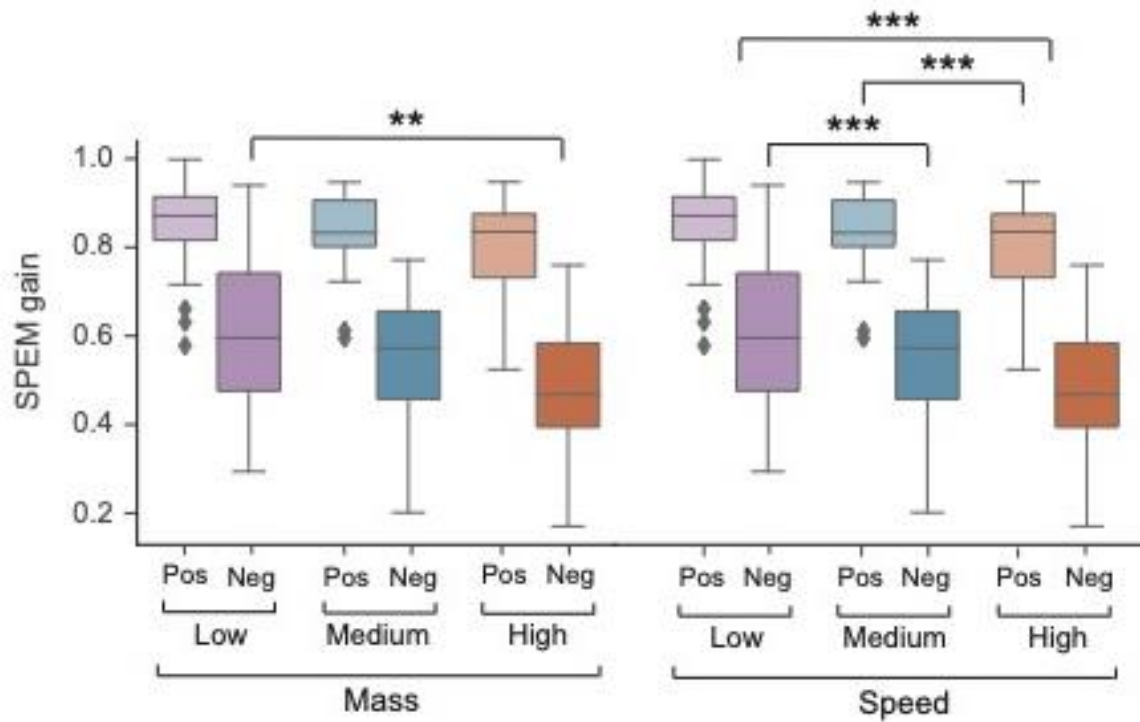 ***
***
**
***
1.0
0.8
0.6
0.4
0.2
SPEM gain
Pos Neg Pos Neg Pos Neg Pos Neg Pos Neg Pos Neg
Low Medium High Low Medium High
Mass Speed